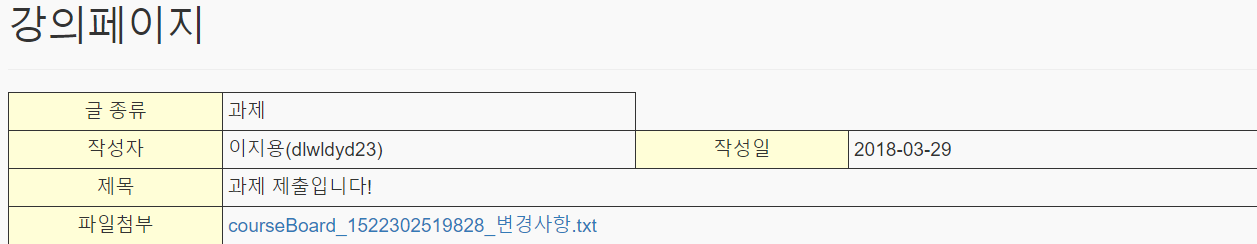 강의페이지
글 종류 과제
작성자 이지용(dlwldyd23) 작성일 2018-03-29
제목 과제 제출입니다!
파일첨부 courseBoard_1522302519828_변경사항.txt